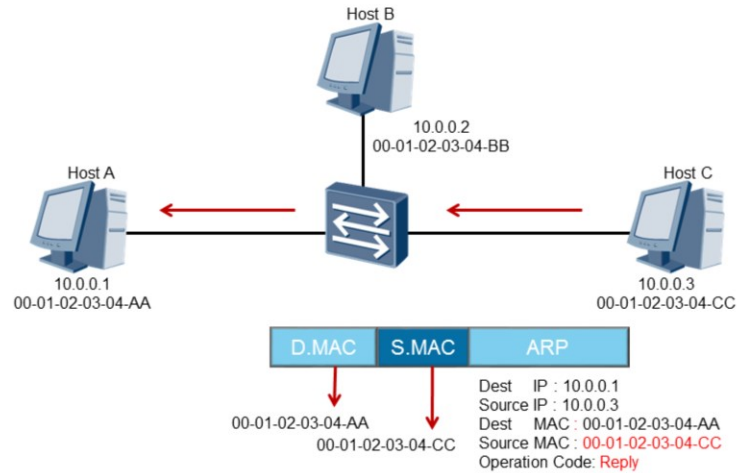 Host B
10.0.0.2
00-01-02-03-04-BB
Host A
10.0.0.1
00-01-02-03-04-AA
Host C
10.0.0.3
00-01-02-03-04-CC
D.MAC S.MAC ARP
00-01-02-03-04-AA
00-01-02-03-04-CC
Dest IP : 10.0.0.1
Source IP : 10.0.0.3
Dest MAC : 00-01-02-03-04-AA
Source MAC : 00-01-02-03-04-CC
Operation Code: Reply